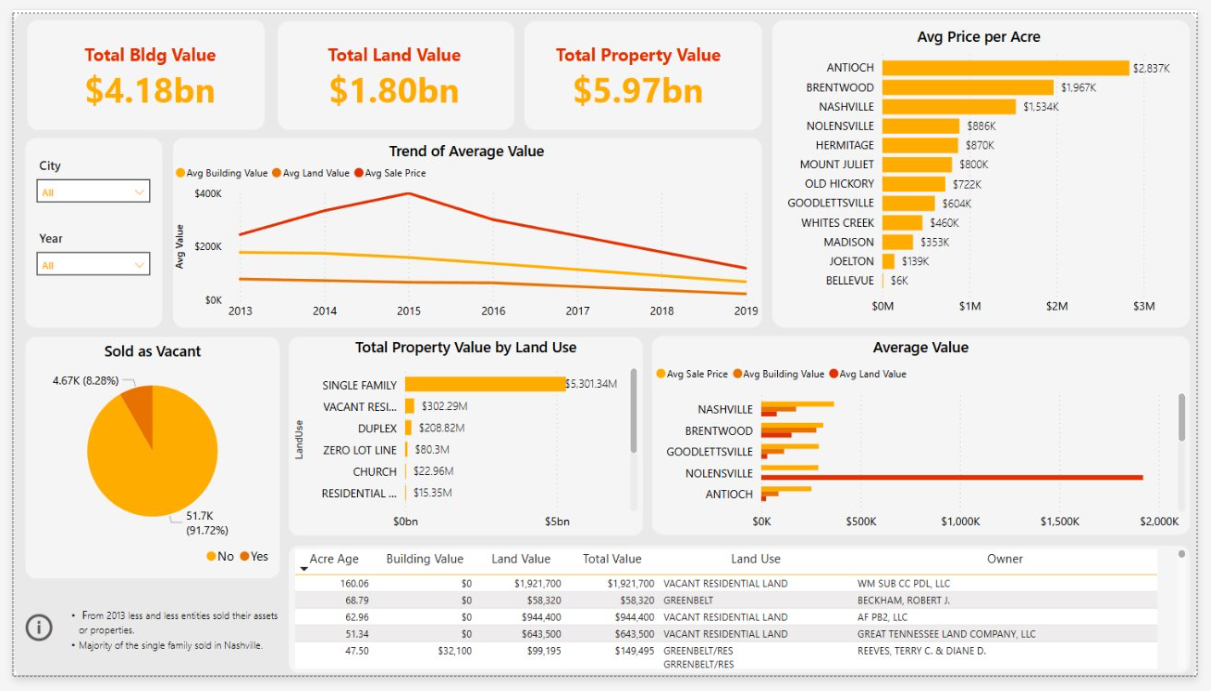 Total Bldg Value
$4.18bn
Total Land Value
$1.80bn
Total Property Value
$5.97bn
Avg Price per Acre
ANTIOCH $2,837K
BRENTWOOD $1,967K
NASHVILLE $1,534K
NOLENSVILLE $886K
HERMITAGE $870K
MOUNT JULIET $800K
OLD HICKORY $722K
GOODLETTSVILLE $604K
WHITES CREEK $460K
MADISON $353K
JOELTON $139K
BELLEVUE $6K
$0M $1M $2M $3M
City
All
Year
All
Trend of Average Value
Avg Building Value Avg Land Value Avg Sale Price
Avg Value
$400K
$200K
$0K
2013 2014 2015 2016 2017 2018 2019
Sold as Vacant
4.67K (8.28%)
51.7K
(91.72%)
No Yes
Total Property Value by Land Use
LandUse
SINGLE FAMILY $5,301.34M
VACANT RESI... $302.29M
DUPLEX $208.82M
ZERO LOT LINE $80.3M
CHURCH $22.96M
RESIDENTIAL ... $15.35M
$0bn $5bn
Average Value
Avg Sale Price Avg Building Value Avg Land Value
NASHVILLE
BRENTWOOD
GOODLETTSVILLE
NOLENSVILLE
ANTIOCH
$0K $500K $1,000K $1,500K $2,000K
Acre Age Building Value Land Value Total Value Land Use Owner
160.06 $0 $1,921,700 $1,921,700 VACANT RESIDENTIAL LAND WM SUB CC PDL, LLC
68.79 $0 $58,320 $58,320 GREENBELT BECKHAM, ROBERT J.
62.96 $0 $944,400 $944,400 VACANT RESIDENTIAL LAND AF PB2, LLC
51.34 $0 $643,500 $643,500 VACANT RESIDENTIAL LAND GREAT TENNESSEE LAND COMPANY, LLC
47.50 $32,100 $99,195 $149,495 GREENBELT/RES REEVES, TERRY C. & DIANE D.
GRRENBELT/RES
• From 2013 less and less entities sold their assets
or properties.
• Majority of the single family sold in Nashville.